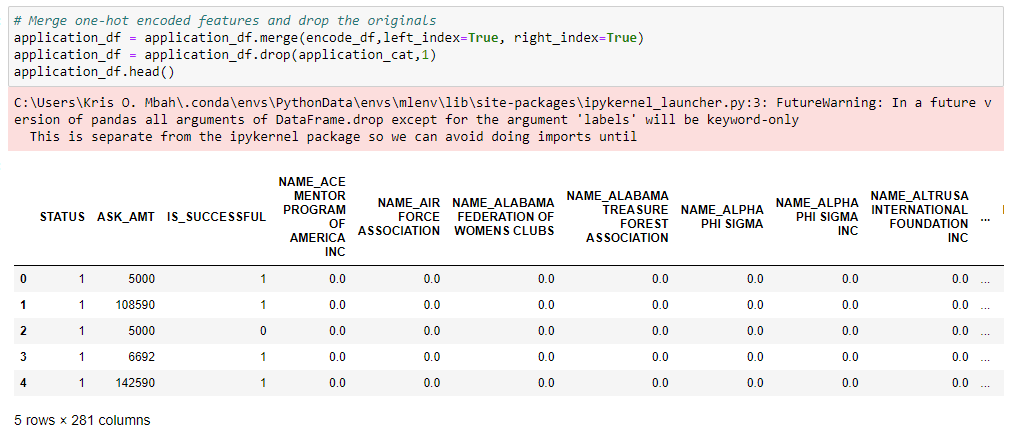 # Merge one-hot encoded features and drop the originals
application_df = application_df.merge(encode_df,left_index=True, right_index=True)
application_df = application_df.drop(application_cat,1)
application_df.head()
C:\Users\Kris O. Mbah\.conda\envs\PythonData\envs\mlenv\lib\site-packages\ipykernel_launcher.py:3: FutureWarning: In a future v
ersion of pandas all arguments of DataFrame.drop except for the argument 'labels' will be keyword-only
This is separate from the ipykernel package so we can avoid doing imports until
STATUS ASK_AMT IS_SUCCESSFUL NAME_ACE MENTOR PROGRAM OF AMERICA INC NAME_AIR FORCE ASSOCIATION NAME_ALABAMA FEDERATION OF WOMENS CLUBS NAME_ALABAMA TREASURE FOREST ASSOCIATION NAME_ALPHA PHI SIGMA NAME_ALPHA PHI SIGMA INC NAME_ALTRUSA INTERNATIONAL FOUNDATION INC ...
0 1 5000 1 0.0 0.0 0.0 0.0 0.0 0.0 0.0 ...
1 1 108590 1 0.0 0.0 0.0 0.0 0.0 0.0 0.0 ...
2 1 5000 0 0.0 0.0 0.0 0.0 0.0 0.0 0.0 ...
3 1 6692 1 0.0 0.0 0.0 0.0 0.0 0.0 0.0 ...
4 1 142590 1 0.0 0.0 0.0 0.0 0.0 0.0 0.0 ...
5 rows × 281 columns